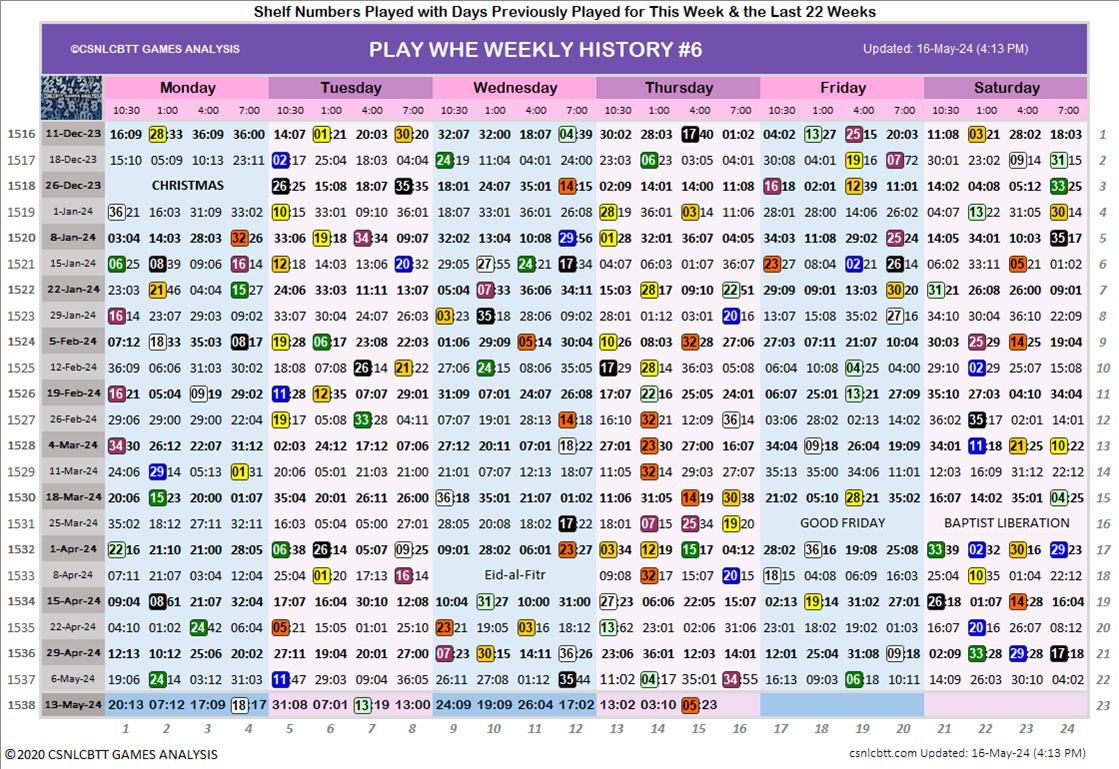 Shelf Numbers Played with Days Previously Played for This Week & the Last 22 Weeks
©CSNLCBTT GAMES ANALYSIS PLAY WHE WEEKLY HISTORY #6 Updated: 16-May-24 (4:13 PM)
Monday Tuesday Wednesday Thursday Friday Saturday
10:30 1:00 4:00 7:00 10:30 1:00 4:00 7:00 10:30 1:00 4:00 7:00 10:30 1:00 4:00 7:00 10:30 1:00 4:00 7:00 10:30 1:00 4:00 7:00
1516 11-Dec-23 16:09 28:33 36:09 36:00 14:07 01:21 20:03 30:20 32:07 32:00 18:07 04:39 30:02 28:03 17:40 01:02 04:02 13:27 25:15 20:03 11:08 03:21 28:02 18:03 1
1517 18-Dec-23 15:10 05:09 10:13 23:11 02:17 25:04 18:03 04:04 24:19 11:04 04:01 24:00 23:03 06:23 03:05 04:01 30:08 04:01 19:16 07:72 30:01 23:02 09:14 31:15 2
1518 26-Dec-23 CHRISTMAS 26:25 15:08 18:07 35:35 18:01 24:07 35:01 14:15 02:09 14:01 14:00 11:08 16:18 02:01 12:39 11:01 14:02 04:08 05:12 33:25 3
1519 1-Jan-24 36:21 16:03 31:09 33:02 10:15 33:01 09:10 36:01 18:07 33:01 36:01 26:08 28:19 36:01 03:14 11:06 28:01 28:00 14:06 26:02 04:07 13:22 31:05 30:14 4
1520 8-Jan-24 03:04 14:03 28:03 32:26 33:06 19:18 34:34 09:07 32:02 13:04 10:08 29:56 01:28 32:01 36:07 04:05 34:03 11:08 29:02 25:24 14:05 34:01 10:03 35:17 5
1521 15-Jan-24 06:25 08:39 09:06 16:14 12:18 14:03 13:06 20:32 29:05 27:55 24:21 17:34 04:07 06:03 01:07 36:07 23:27 08:04 02:21 26:14 06:02 33:11 05:21 01:02 6
1522 22-Jan-24 23:03 21:46 04:04 15:27 24:06 33:03 11:11 13:07 05:04 07:33 36:06 34:11 15:03 28:17 09:10 22:51 29:09 09:01 13:03 30:20 31:21 26:08 26:00 09:01 7
1523 29-Jan-24 16:14 23:07 29:03 09:02 33:07 30:04 24:07 26:03 03:23 35:18 28:06 09:02 28:01 01:12 03:01 20:16 13:07 15:08 35:02 27:16 34:10 30:04 36:10 22:09 8
1524 5-Feb-24 07:12 18:33 35:03 08:17 19:28 06:17 23:08 22:03 01:06 29:09 05:14 30:04 10:26 08:03 32:28 27:06 27:03 07:11 21:07 10:04 03:03 25:29 14:25 19:04 9
1525 12-Feb-24 36:09 06:06 31:03 30:02 18:08 07:08 26:14 21:22 27:06 24:15 08:06 35:05 17:29 28:14 36:03 05:08 06:04 10:08 04:25 04:00 29:10 02:29 25:07 15:08 10
1526 19-Feb-24 16:21 05:04 09:19 29:02 11:28 12:35 08:07 29:03 31:10 07:01 24:07 26:08 17:07 22:16 25:05 24:01 06:07 23:01 13:21 27:09 35:10 27:03 04:10 34:04 11
1527 26-Feb-24 29:06 29:00 29:00 22:04 19:17 05:08 33:28 04:11 07:07 19:01 28:13 14:18 16:10 32:21 12:09 36:14 03:08 16:02 02:13 14:02 36:02 35:17 02:01 14:01 12
1528 4-Mar-24 34:30 26:12 22:07 31:12 02:03 24:12 17:12 07:06 27:12 20:11 07:01 18:22 27:01 23:30 27:00 16:07 34:04 09:18 26:04 19:09 34:01 11:18 21:25 10:22 13
1529 11-Mar-24 24:06 29:14 05:13 01:31 20:06 05:01 21:03 21:00 21:01 07:07 12:13 18:07 11:05 32:14 29:03 27:07 35:13 35:00 14:06 11:01 12:03 16:09 31:12 22:12 14
1530 18-Mar-24 20:06 15:23 20:00 01:07 35:04 20:01 26:11 26:00 36:18 35:01 21:07 01:02 11:06 31:05 14:19 30:38 21:02 05:10 28:21 35:02 16:07 14:02 35:01 04:25 15
1531 25-Mar-24 35:02 18:12 27:11 32:11 16:03 05:04 05:00 27:01 28:05 20:08 18:02 17:22 18:01 07:15 25:34 19:20 GOOD FRIDAY BAPTIST LIBERATION 16
1532 1-Apr-24 22:16 21:10 21:00 28:05 06:38 26:14 05:07 09:25 09:01 28:02 06:01 23:27 03:34 12:19 15:17 04:12 28:02 36:16 19:08 25:08 33:39 02:32 30:16 29:23 17
1533 8-Apr-24 07:11 21:07 03:04 12:04 25:04 01:20 17:13 16:14 Eid-al-Fitr 09:08 32:17 15:07 20:15 18:15 04:08 06:09 16:03 25:04 10:35 01:04 22:12 18
1534 15-Apr-24 09:04 08:61 21:07 32:04 17:07 16:04 30:10 12:08 10:04 31:27 10:00 31:00 27:23 06:06 22:05 15:07 02:13 19:14 31:02 27:01 26:18 01:07 14:28 16:04 19
1535 22-Apr-24 04:10 01:02 24:42 06:04 05:21 15:05 01:01 25:10 23:21 19:05 03:16 18:12 13:62 23:01 02:06 31:06 23:01 18:02 19:02 23:03 16:07 20:16 26:07 08:12 20
1536 29-Apr-24 12:13 10:12 25:06 20:02 27:11 19:04 20:01 27:00 07:23 30:15 14:11 36:26 23:06 36:01 12:03 14:01 12:01 25:04 31:08 09:18 02:09 33:28 29:28 17:18 21
1537 6-May-24 19:06 24:14 03:12 31:03 11:47 29:03 09:04 36:05 26:11 27:08 01:12 35:44 11:02 04:17 35:01 34:55 16:13 09:03 06:18 10:11 14:09 26:03 30:10 04:02 22
1538 13-May-24 20:13 07:12 17:09 18:17 31:08 07:01 13:19 13:00 24:09 19:09 26:04 17:02 13:02 03:10 05:23 23
1 2 3 4 5 6 7 8 9 10 11 12 13 14 15 16 17 18 19 20 21 22 23 24
©2020 CSNLCBTT GAMES ANALYSIS csnlcbtt.com Updated: 16-May-24 (4:13 PM)